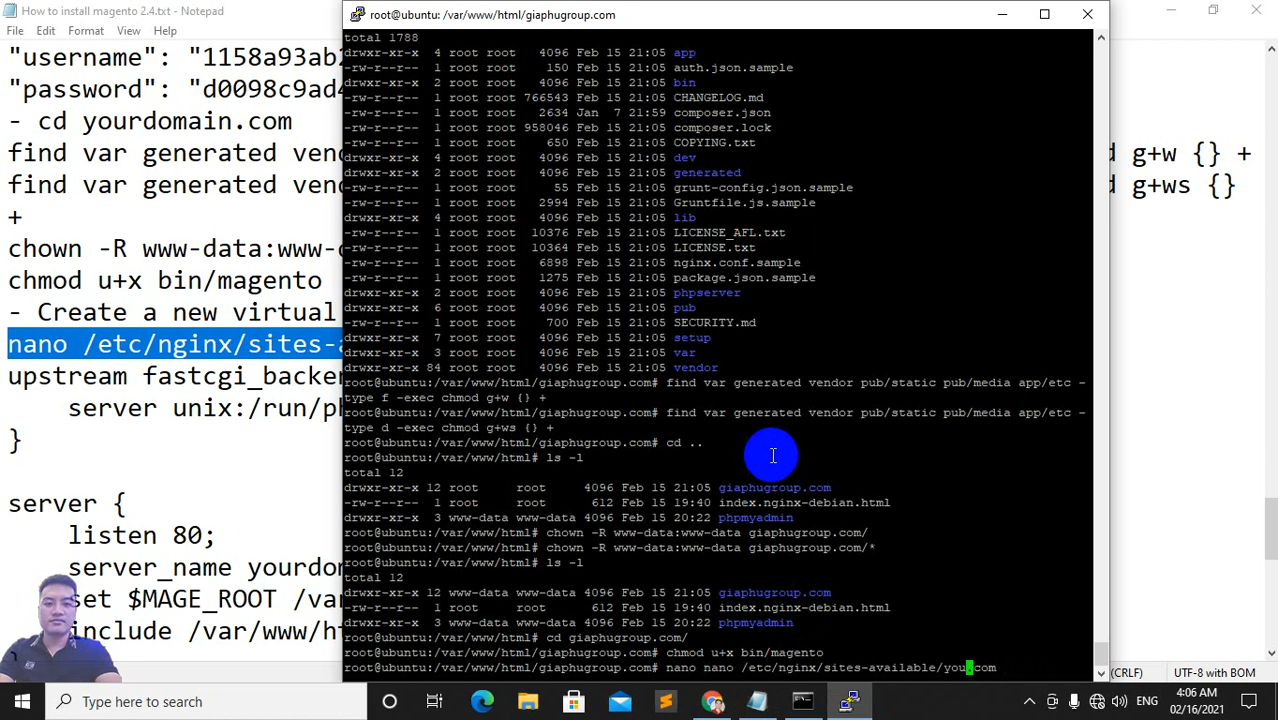 How to install magento 2.4.txt - Notepad
File Edit Format View Help
"username": "1158a93ab
"password": "d0098c9ad
- cd yourdomain.com
find var generated
find var generated
+
chown -R www-data:www-
chmod u+x bin/magento
- Create a new virtual
nano /etc/nginx/sites-
upstream
server
}
server {
listen 80;
server_name
set $MAGE_ROOT
include
g+w {} +
g+ws {}
(CRLF) UTF-8 with BOM
root@ubuntu: /var/www/html/giaphugroup.com
total 1788
drwxr-xr-x 4 root root 4096 Feb 15 21:05 app
-rw-r--r-- 1 root root 150 Feb 15 21:05 auth.json.sample
drwxr-xr-x 2 root root 4096 Feb 15 21:05 bin
-rw-r--r-- 1 root root 766543 Feb 15 21:05 CHANGELOG.md
-rw-r--r-- 1 root root 2634 Jan 7 21:59 composer.json
-rw-r--r-- 1 root root 958046 Feb 15 21:05 composer.lock
-rw-r--r-- 1 root root 650 Feb 15 21:05 COPYING.txt
drwxr-xr-x 4 root root 4096 Feb 15 21:05 dev
drwxr-xr-x 2 root root 4096 Feb 15 21:05 generated
-rw-r--r-- 1 root root 55 Feb 15 21:05 grunt-config.json.sample
-rw-r--r-- 1 root root 2994 Feb 15 21:05 Gruntfile.js.sample
drwxr-xr-x 4 root root 4096 Feb 15 21:05 lib
-rw-r--r-- 1 root root 10376 Feb 15 21:05 LICENSE_AFL.txt
-rw-r--r-- 1 root root 10364 Feb 15 21:05 LICENSE.txt
-rw-r--r-- 1 root root 6898 Feb 15 21:05 nginx.conf.sample
-rw-r--r-- 1 root root 1275 Feb 15 21:05 package.json.sample
drwxr-xr-x 2 root root 4096 Feb 15 21:05 phpserver
drwxr-xr-x 6 root root 4096 Feb 15 21:05 pub
-rw-r--r-- 1 root root 700 Feb 15 21:05 SECURITY.md
drwxr-xr-x 7 root root 4096 Feb 15 21:05 setup
drwxr-xr-x 3 root root 4096 Feb 15 21:05 var
drwxr-xr-x 84 root root 4096 Feb 15 21:05 vendor
root@ubuntu:/var/www/html/giaphugroup.com# find var generated vendor pub/static pub/media app/etc -
type f -exec chmod g+w {} +
root@ubuntu:/var/www/html/giaphugroup.com# find var generated vendor pub/static pub/media app/etc -
type d -exec chmod g+ws {} +
root@ubuntu:/var/www/html/giaphugroup.com# cd ..
root@ubuntu:/var/www/html# ls -l
total 12
drwxr-xr-x 12 root root 4096 Feb 15 21:05 giaphugroup.com
-rw-r--r-- 1 root root 612 Feb 15 19:40 index.nginx-debian.html
drwxr-xr-x 3 www-data www-data 4096 Feb 15 20:22 phpmyadmin
root@ubuntu:/var/www/html# chown -R www-data:www-data giaphugroup.com/
root@ubuntu:/var/www/html# chown -R www-data:www-data giaphugroup.com/*
root@ubuntu:/var/www/html# ls -l
total 12
drwxr-xr-x 12 www-data www-data 4096 Feb 15 21:05 giaphugroup.com
-rw-r--r-- 1 root root 612 Feb 15 19:40 index.nginx-debian.html
drwxr-xr-x 3 www-data www-data 4096 Feb 15 20:22 phpmyadmin
root@ubuntu:/var/www/html# cd giaphugroup.com/
root@ubuntu:/var/www/html/giaphugroup.com# chmod u+x bin/magento
root@ubuntu:/var/www/html/giaphugroup.com# nano nano /etc/nginx/sites-available/you.com
Type here to search
ENG
4:06 AM
02/16/2021